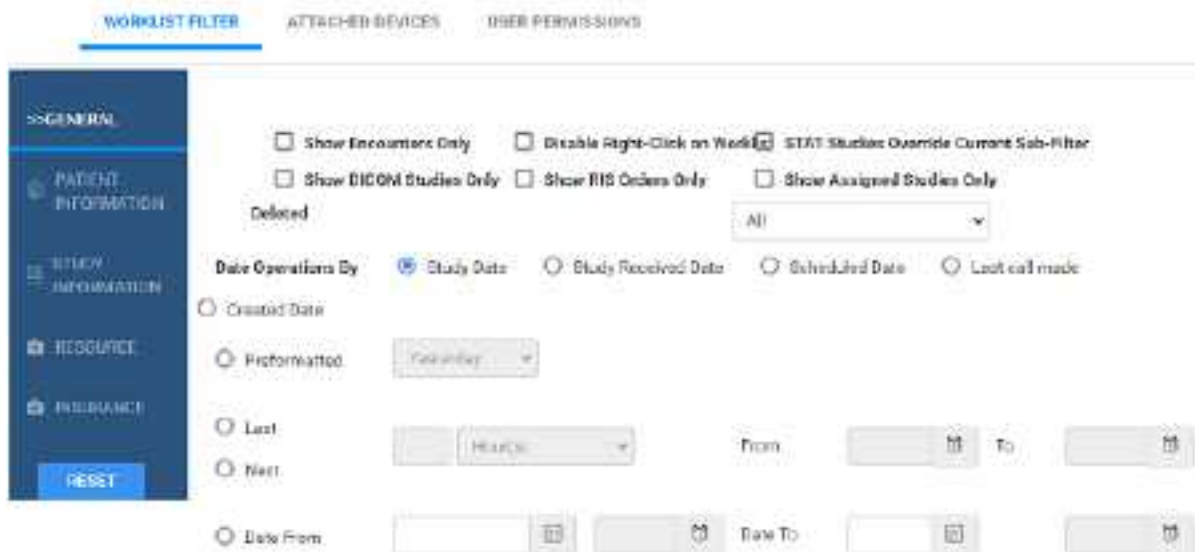 WORKLIST FILTER ATTACHED DEVICES USER PERMISSIONS
>>GENERAL
Show Encounters Only Disable Right-Click on Workli STAT Studies Override Current Sub-Filter
PATIENT INFORMATION
Show DICOM Studies Only Show RIS Orders Only Show Assigned Studies Only
Deleted All
STUDY INFORMATION
Date Operations By Study Date Study Received Date Scheduled Date Last call made
Created Date
RESOURCE
Preformatted Yesterday
INSURANCE
Last
Hour(s) From To
Next
RESET
Date From Date To